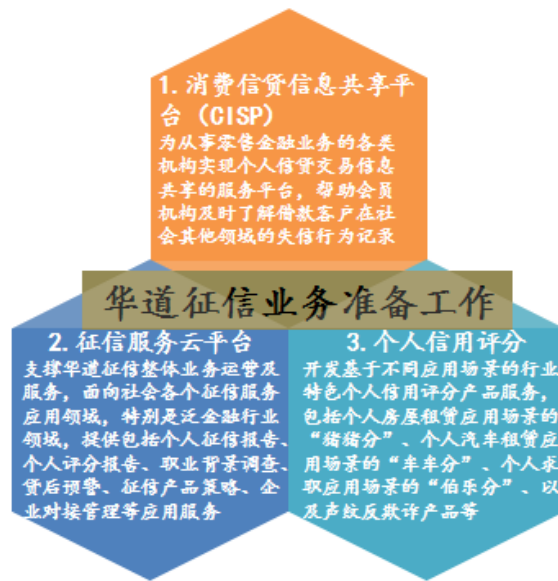 1. 消费信贷信息共享平
台（CISP）
为从事零售金融业务的各类
机构实现个人信贷交易信息
共享的服务平台，帮助会员
机构及时了解借款客户在社
会其他领域的失信行为记录
华道征信业务准备工作
2. 征信服务云平台
支撑华道征信整体业务运营及
服务，面向社会各个征信服务
应用领域，特别是泛金融行业
领域，提供包括个人征信报告、
个人评分报告、职业背景调查、
贷后预警、征信产品策略、企
业对接管理等应用服务
3. 个人信用评分
开发基于不同应用场景的行业
特色个人信用评分产品服务，
包括个人房屋租赁应用场景的
“猪猪分”、个人汽车租赁应
用场景的“车车分”、个人求
职应用场景的“伯乐分”、以
及声纹反欺诈产品等